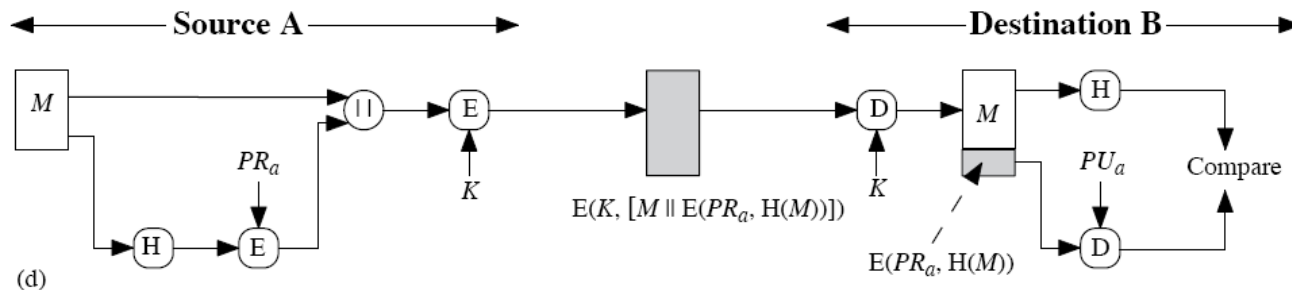 Source A
Destination B
M
||
E
D
M
H
PRa
K
K
PUa
Compare
E(K, [M || E(PRa, H(M))])
H
E
E(PRa, H(M))
D
(d)